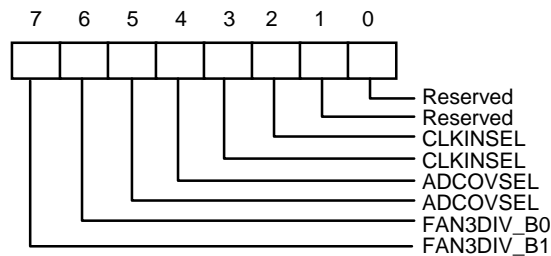 7 6 5 4 3 2 1 0
Reserved
Reserved
CLKINSEL
CLKINSEL
ADCOVSEL
ADCOVSEL
FAN3DIV_B0
FAN3DIV_B1